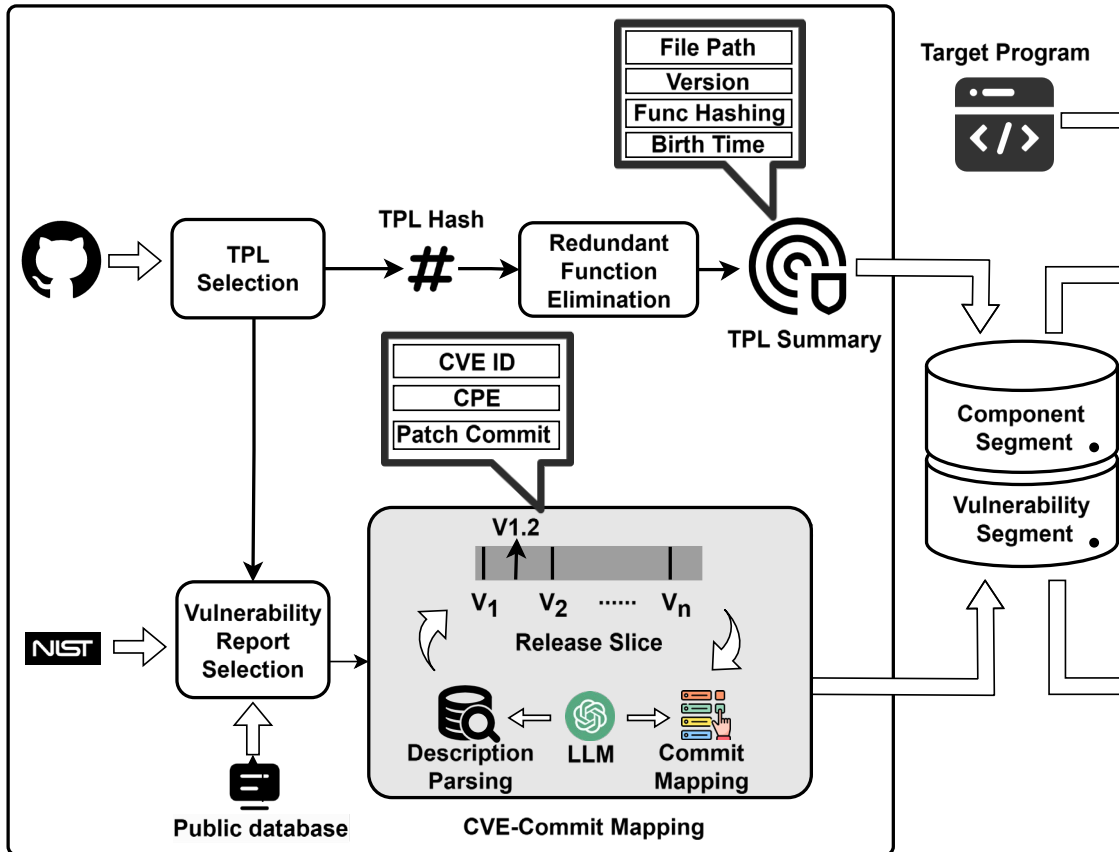 File Path
Version
Func Hashing
Birth Time
Target Program
</>
TPL
Selection
TPL Hash
#
Redundant
Function
Elimination
TPL Summary
CVE ID
CPE
Patch Commit
Component
Segment
Vulnerability
Segment
V1.2
V1 V2 ...... Vn
Release Slice
NIST
Vulnerability
Report
Selection
Description
Parsing
LLM
Commit
Mapping
Public database
CVE-Commit Mapping